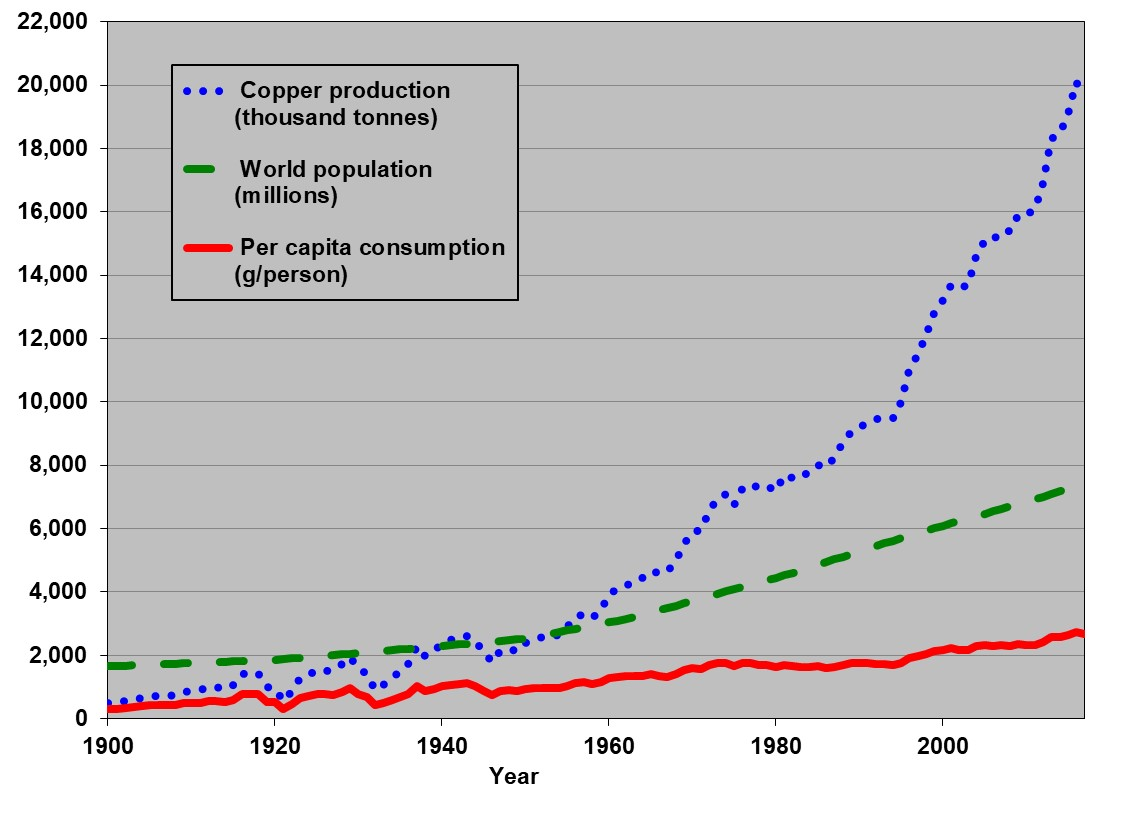 22,000
20,000
18,000
16,000
14,000
12,000
10,000
8,000
6,000
4,000
2,000
0
Copper production
(thousand tonnes)
World population
(millions)
Per capita consumption
(g/person)
1900 1920 1940 1960 1980 2000
Year